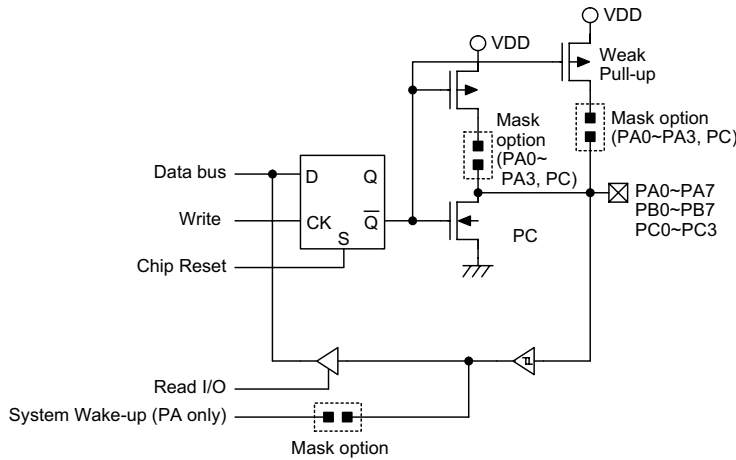 VDD
VDD
Weak
Pull-up
Mask
option
(PA0~
PA3, PC)
Mask option
(PA0~PA3, PC)
Data bus
D
Q
Write
CK
Q
S
Chip Reset
PC
PA0~PA7
PB0~PB7
PC0~PC3
Read I/O
System Wake-up (PA only)
Mask option